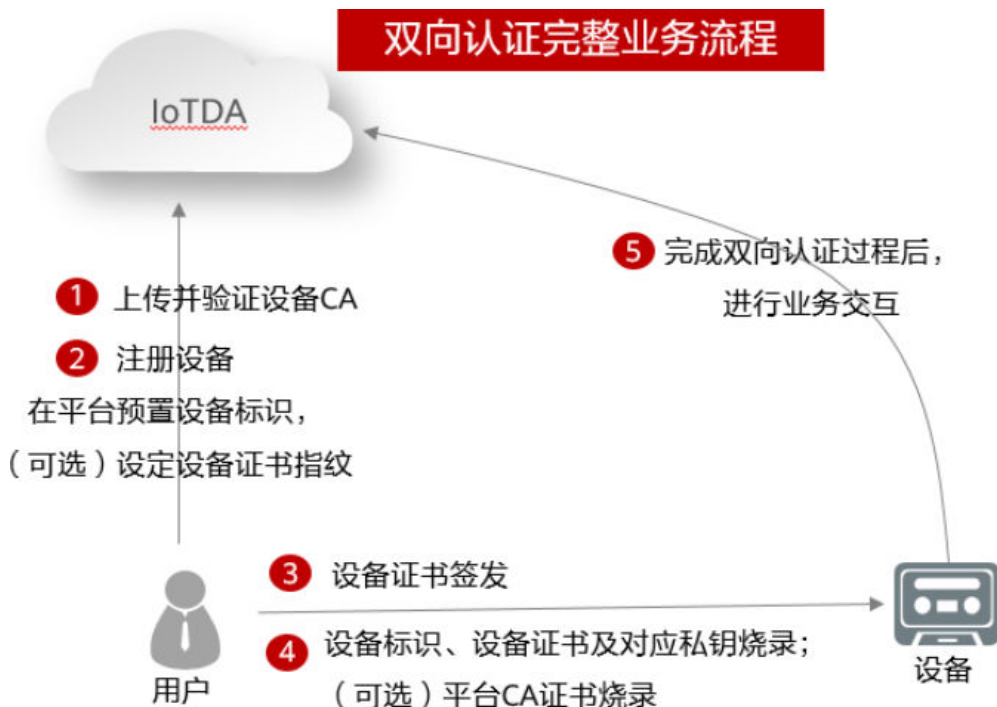 双向认证完整业务流程
IoTDA
5 完成双向认证过程后，
进行业务交互
1 上传并验证设备CA
2 注册设备
在平台预置设备标识，
（可选）设定设备证书指纹
3 设备证书签发
4 设备标识、设备证书及对应私钥烧录；
（可选）平台CA证书烧录
用户
设备